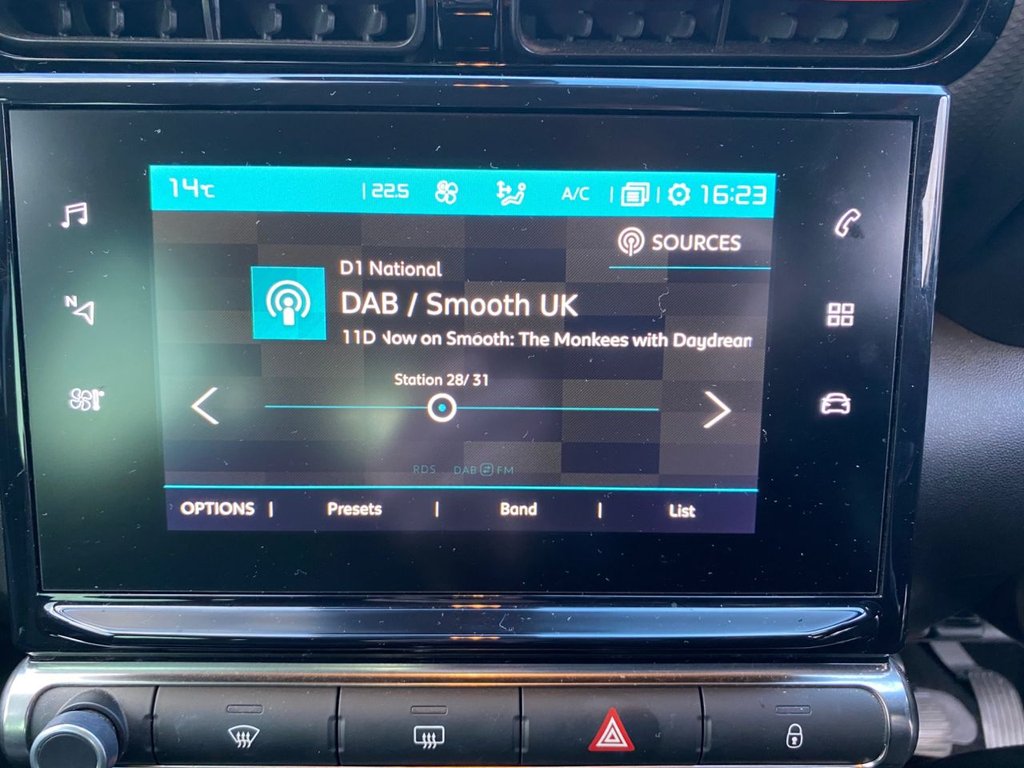 14°C | 22.5 A/C | | 16:23
SOURCES
D1 National
DAB / Smooth UK
11D Now on Smooth: The Monkees with Daydrear
Station 28/31
RDS DAB FM
OPTIONS | Presets | Band | List
N